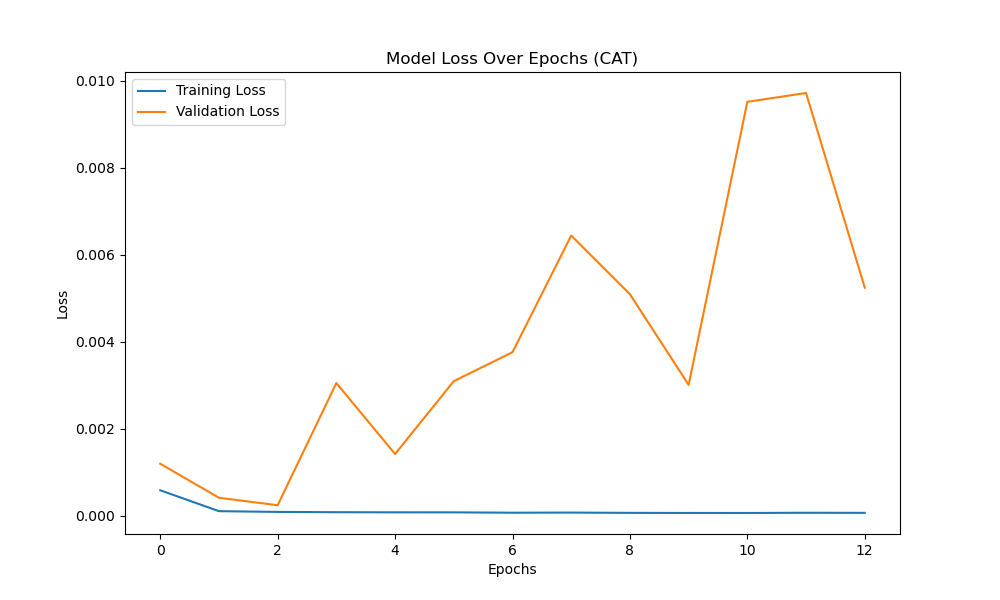 Model Loss Over Epochs (CAT)
Training Loss
Validation Loss
0.010
0.008
0.006
0.004
0.002
0.000
Loss
0 2 4 6 8 10 12
Epochs